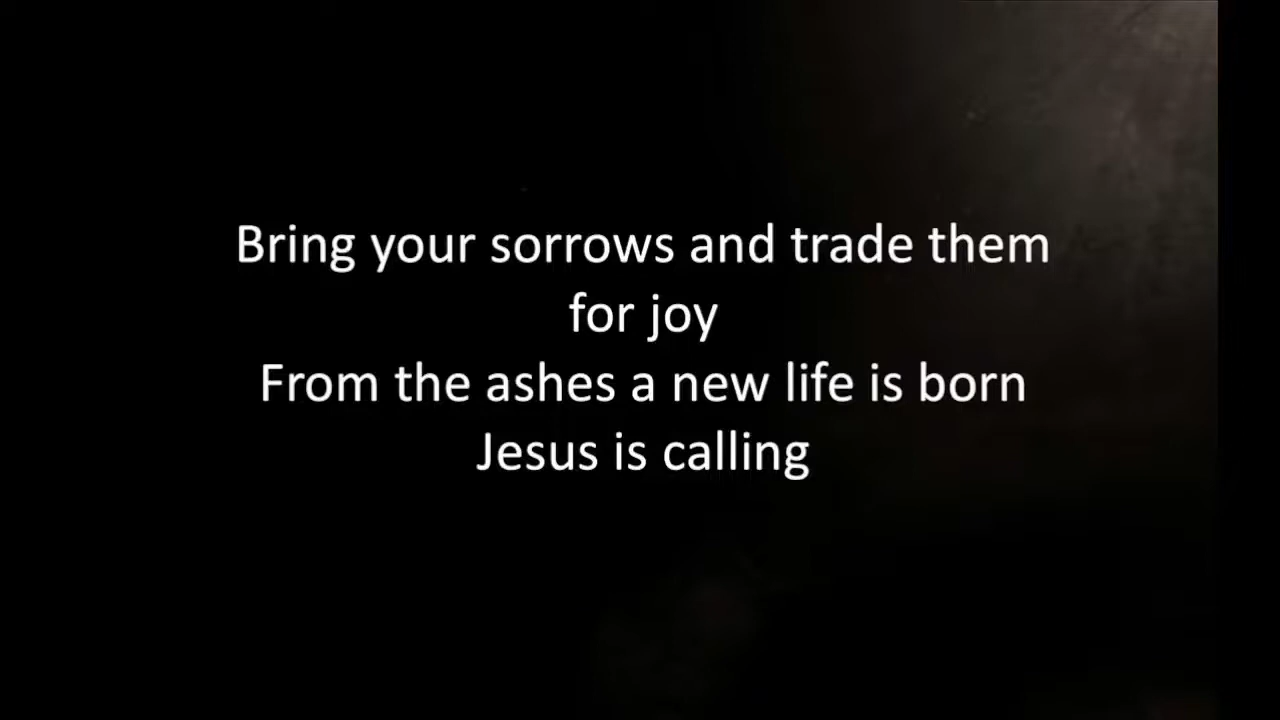 Bring your sorrows and trade them
for joy
From the ashes a new life is born
Jesus is calling